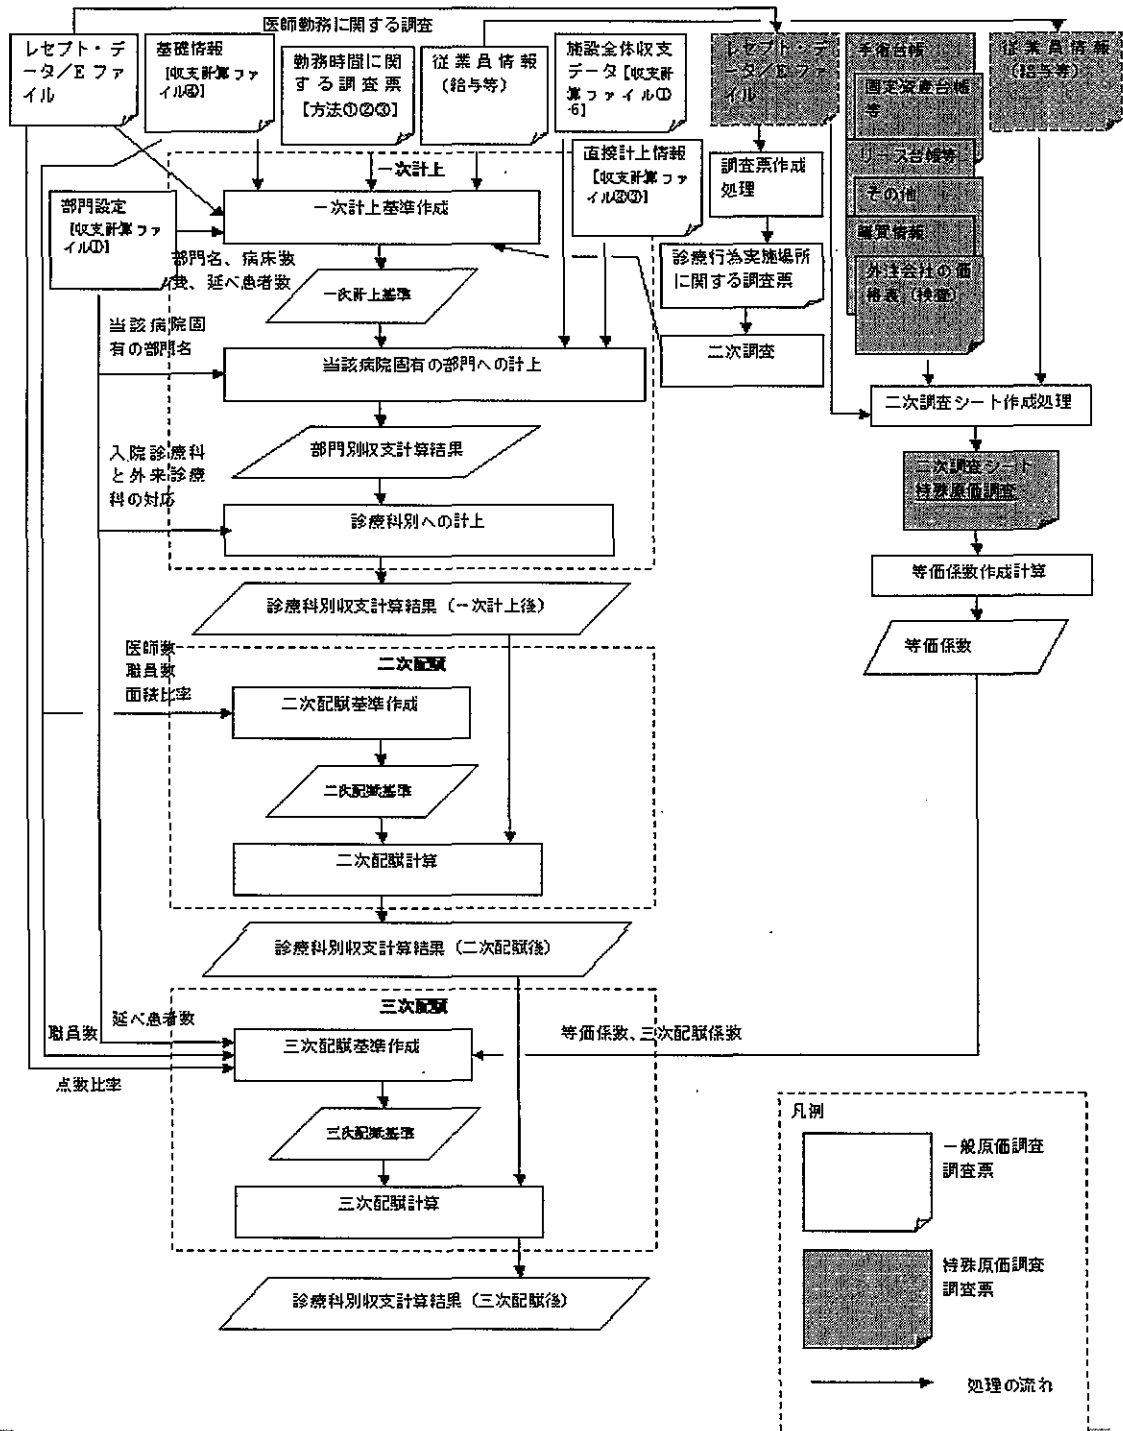 医師勤務に関する調査
レセプト・デ
ータ/Eファ
イル
基礎情報
[収支計算ファ
イル④]
勤務時間に関
する調査票
[方法①②③]
従業員情報
(給与等)
施設全体収支
データ[収支計
算ファイル①-
6]
レセプト・デ
ータ/Eファ
イル
手術台帳
固定資産台帳
等
リース台帳等
その他
購買情報
外注会社の価
格表(検査)
従業員情報
(給与等)
直接計上情報
[収支計算ファ
イル②③]
調査票作成
処理
診療行為実施場所
に関する調査票
二次調査
部門設定
[収支計算ファ
イル①]
一次計上
一次計上基準作成
部門名、病床数
後、延べ患者数
一次計上基準
当該病院固
有の部門名
当該病院固有の部門への計上
部門別収支計算結果
入院診療科
と外来診療
科の対応
診療科別への計上
診療科別収支計算結果(一次計上後)
二次調査シート作成処理
二次調査シート
特殊原価調査
等価係数作成計算
等価係数
医師数
職員数
面積比率
二次配賦
二次配賦基準作成
二次配賦基準
二次配賦計算
診療科別収支計算結果(二次配賦後)
三次配賦
職員数
延べ患者数
点数比率
三次配賦基準作成
等価係数、三次配賦係数
三次配賦基準
三次配賦計算
診療科別収支計算結果(三次配賦後)
凡例
一般原価調査
調査票
特殊原価調査
調査票
処理の流れ